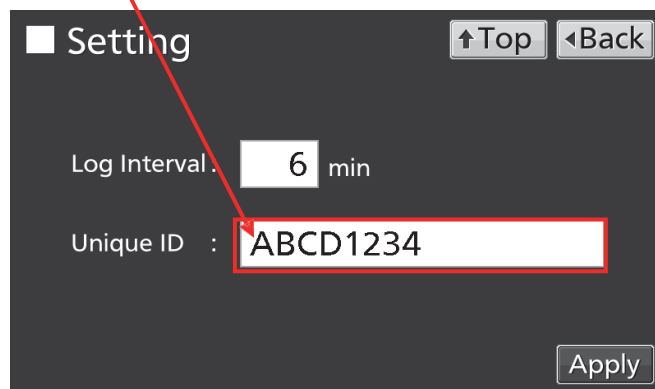 Setting
Top
Back
Log Interval : 6 min
Unique ID : ABCD1234
Apply